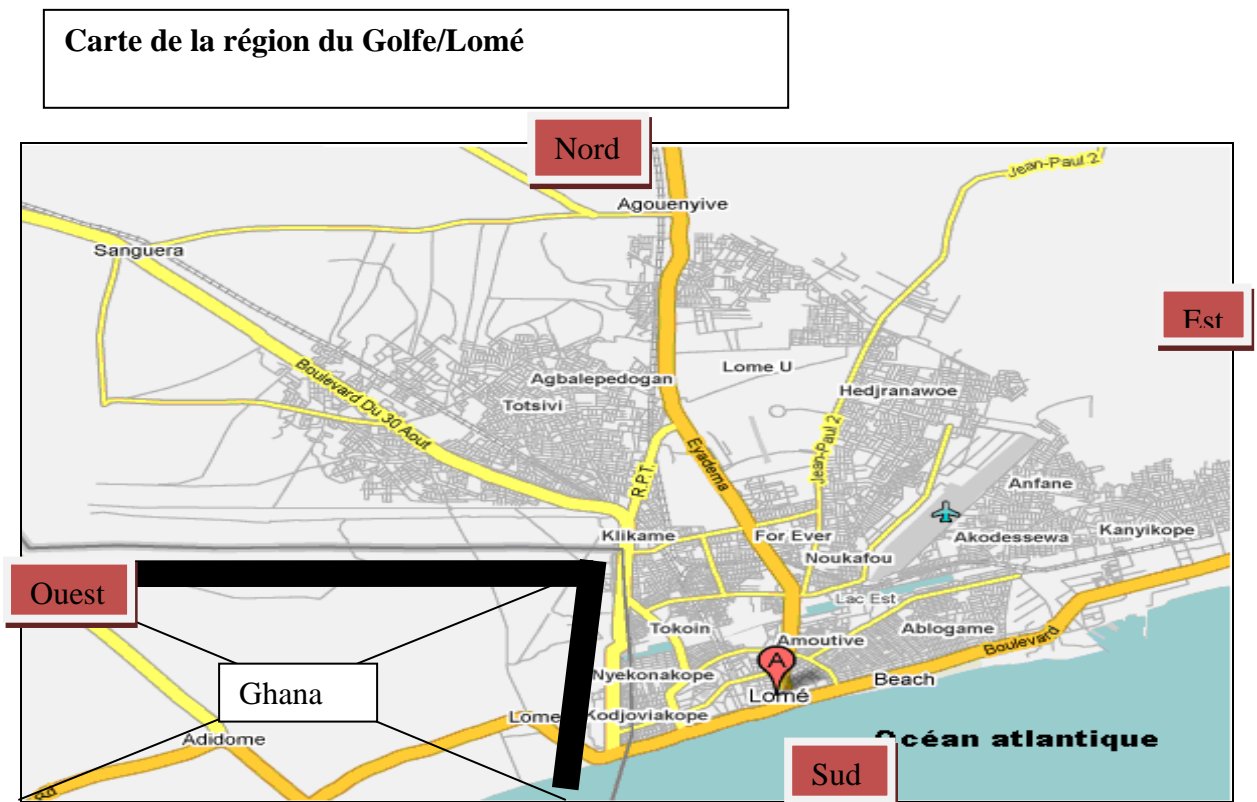 Carte de la région du Golfe/Lomé
Nord
Jean-Paul 2
Agouenyive
Sanguera
Est
Lome U
Agbalepedogan
Hedjranawoe
Boulevard Du 30 Aout
Totsivi
Jean-Paul 2
Eyadema
R.P.T.
Anfane
Klikame
For Ever
Akodessewa
Kanyikope
Noukafou
Ouest
Lac Est
Tokoin
Amoutive
Ablogame
Boulevard
A
Nyekonakope
Beach
Ghana
Lomé
Lome
Kodjoviakope
Adidome
Océan atlantique
Sud
Rd